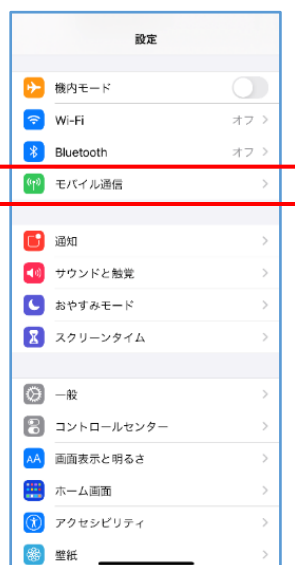 設定
機内モード
Wi-Fi オフ
Bluetooth オフ
モバイル通信
通知
サウンドと触覚
おやすみモード
スクリーンタイム
一般
コントロールセンター
AA 画面表示と明るさ
ホーム画面
アクセシビリティ
壁紙